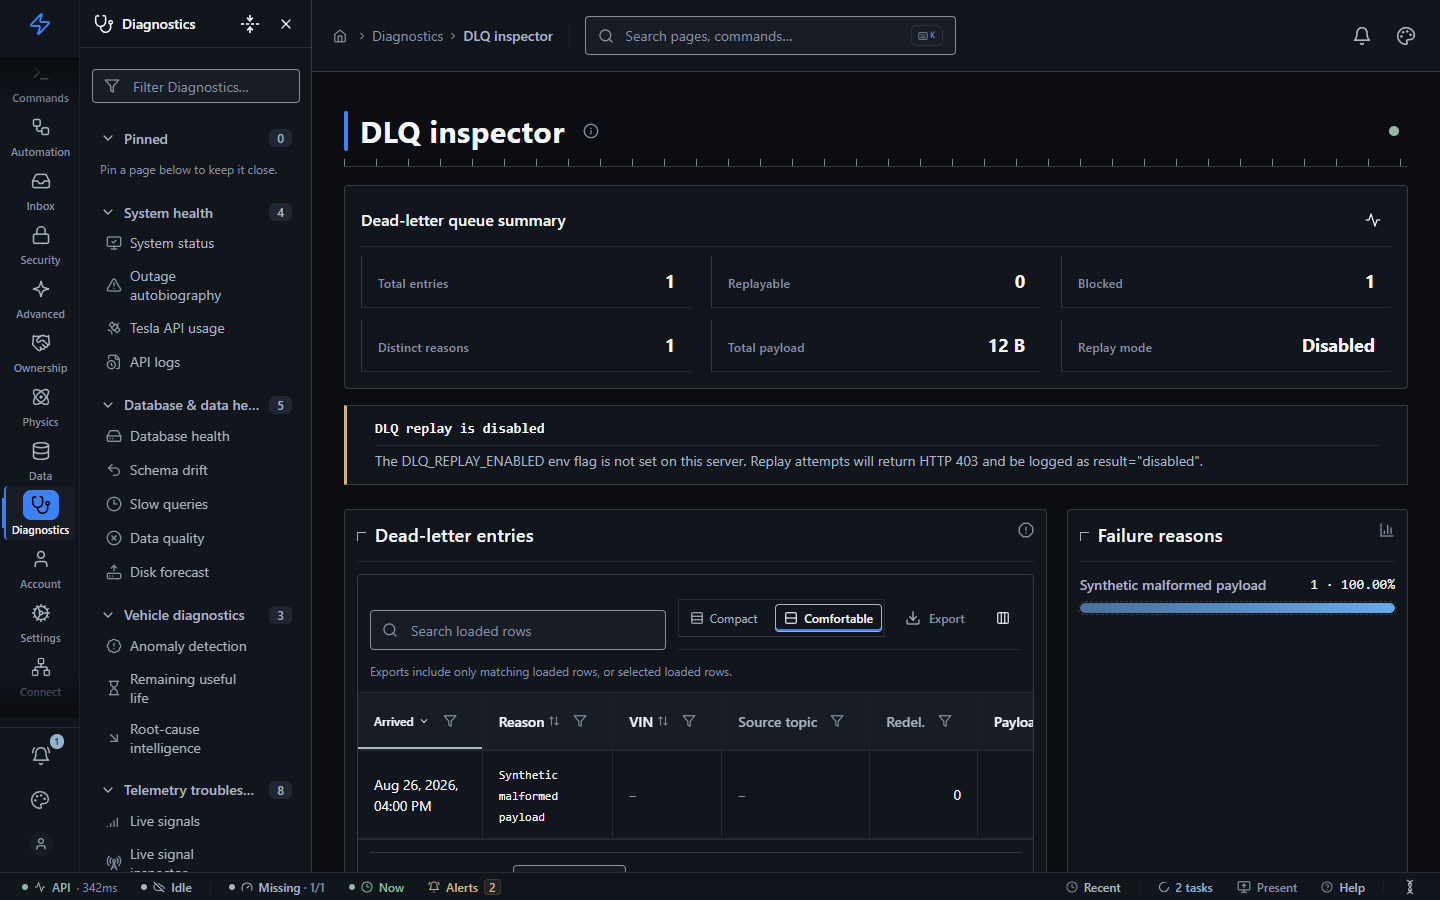 Commands
Automation
Inbox
Security
Advanced
Ownership
Physics
Data
Diagnostics
Account
Settings
Connect
1
Diagnostics
Filter Diagnostics...
Pinned 0
Pin a page below to keep it close.
System health 4
System status
Outage
autobiography
Tesla API usage
API logs
Database & data he... 5
Database health
Schema drift
Slow queries
Data quality
Disk forecast
Vehicle diagnostics 3
Anomaly detection
Remaining useful
life
Root-cause
intelligence
Telemetry troubles... 8
Live signals
Live signal
inspector
Diagnostics DLQ inspector
Search pages, commands... K
DLQ inspector
Dead-letter queue summary
Total entries 1
Replayable 0
Blocked 1
Distinct reasons 1
Total payload 12 B
Replay mode Disabled
DLQ replay is disabled
The DLQ_REPLAY_ENABLED env flag is not set on this server. Replay attempts will return HTTP 403 and be logged as result="disabled".
Dead-letter entries
Search loaded rows
Compact Comfortable Export
Exports include only matching loaded rows, or selected loaded rows.
Arrived Reason VIN Source topic Redel. Payloa
Aug 26, 2026,
04:00 PM
Synthetic
malformed
payload
–
–
0
Failure reasons
Synthetic malformed payload 1 · 100.00%
API · 342ms Idle Missing · 1/1 Now Alerts 2 Recent 2 tasks Present Help